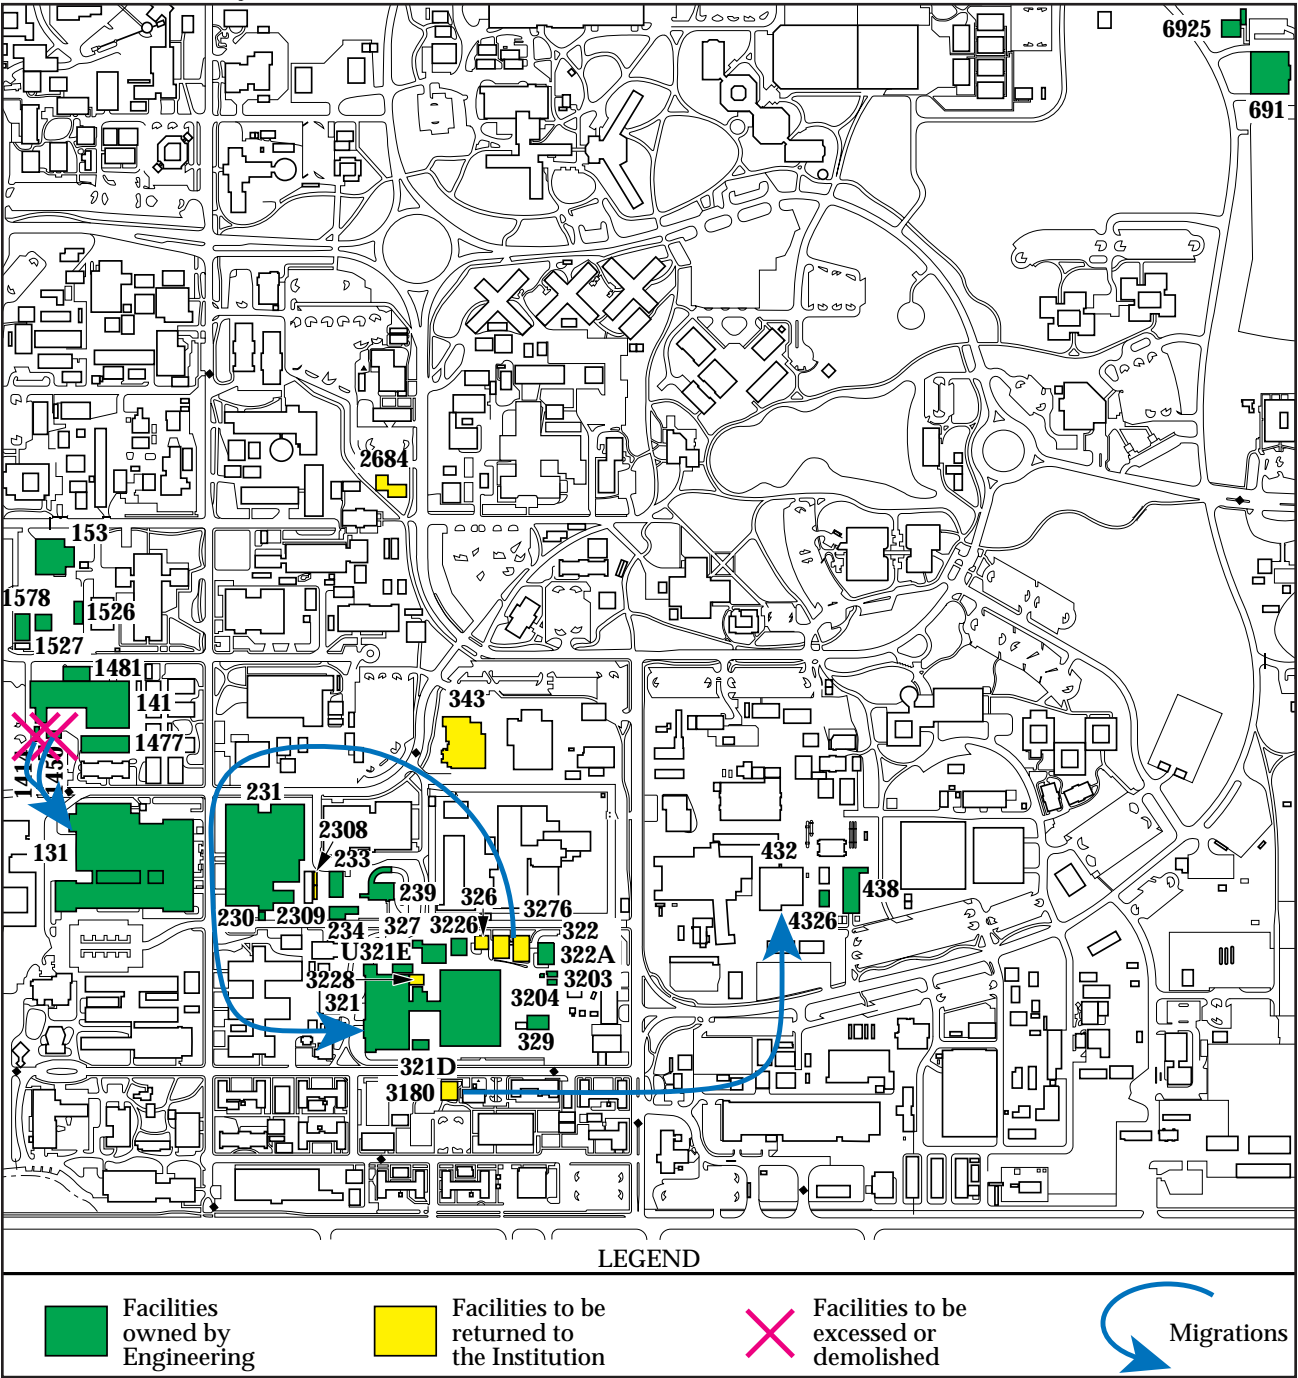 6925
691
2684
153
1578
1526
1527
1481
141
1477
141A
131
343
231
2308
233
239
326
230
2309
234
327
3226
3276
322
U321E
322A
3228
3203
321
3204
329
321D
3180
432
438
4326
LEGEND
Facilities
owned by
Engineering
Facilities to be
returned to
the Institution
Facilities to be
excessed or
demolished
Migrations